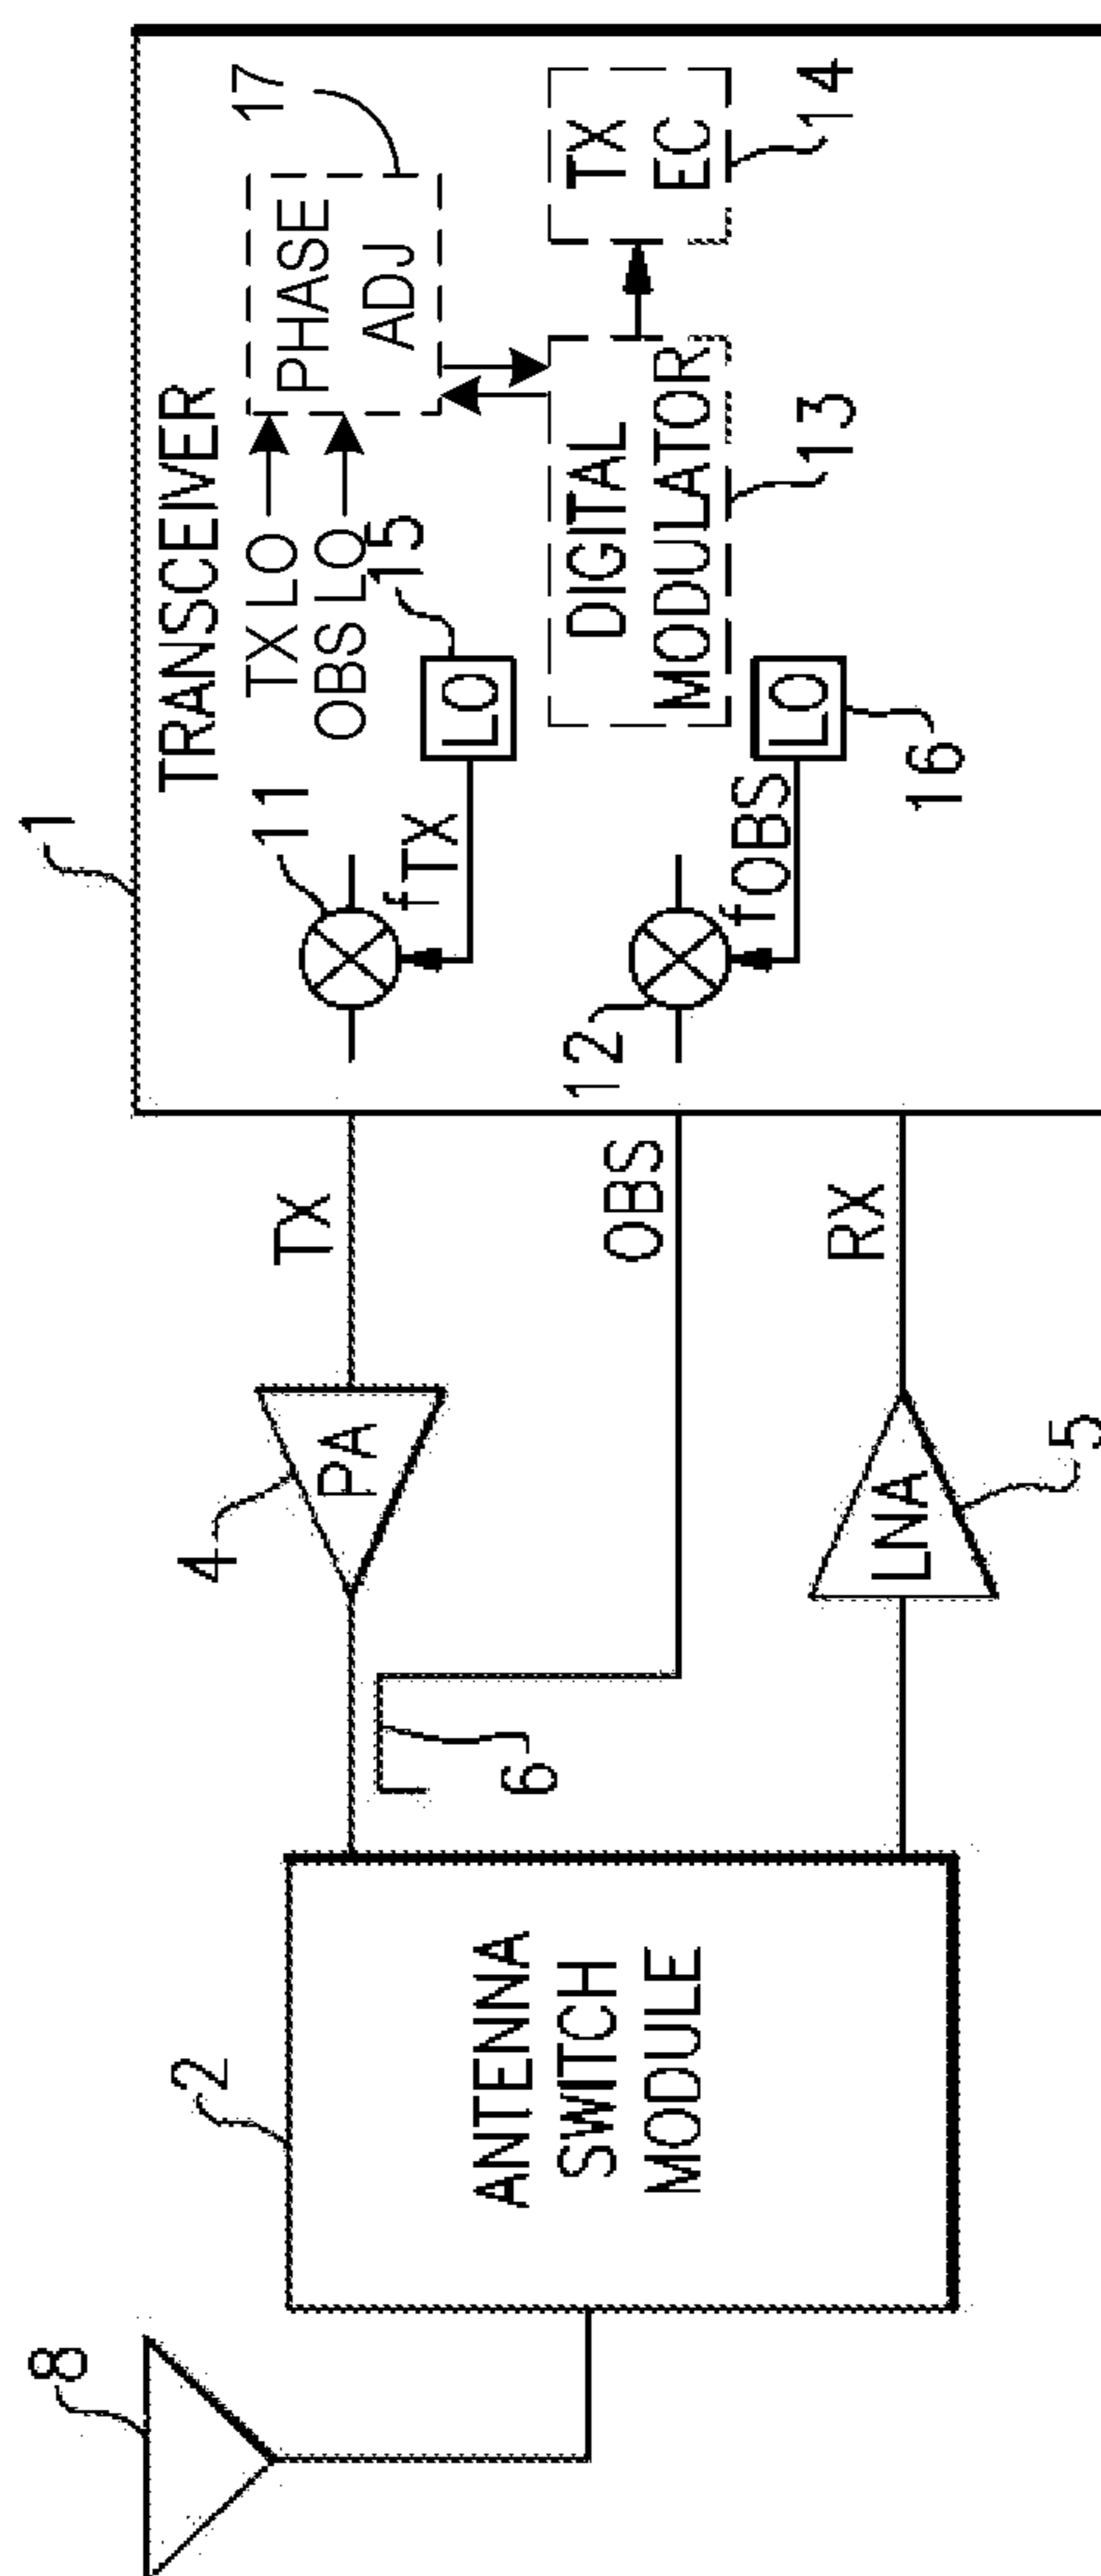 8
2
ANTENNA
SWITCH
MODULE
4
PA
6
LNA
5
TX
OBS
RX
1
TRANSCEIVER
11
fTX
12
fOBS
TX LO
OBS LO
15
LO
LO
16
17
PHASE
ADJ
DIGITAL
MODULATOR
13
TX
EC
14